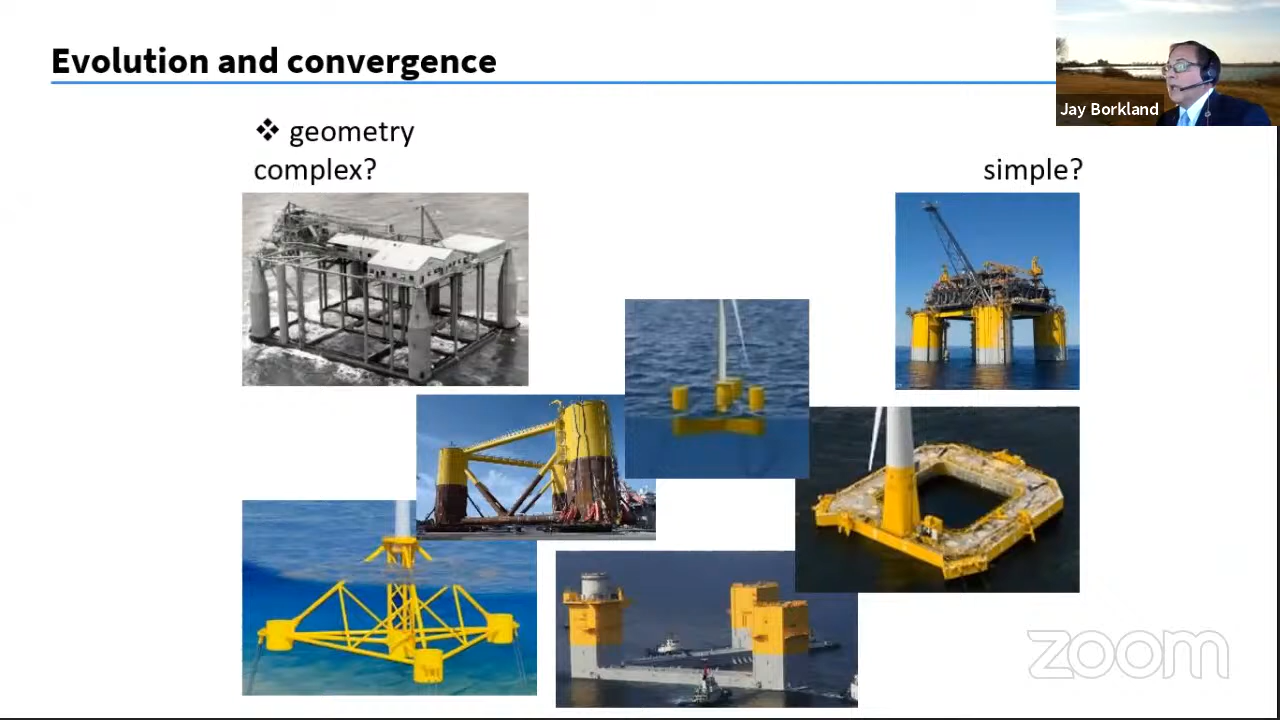 Evolution and convergence
Jay Borkland
❖ geometry
complex?
simple?
zoom